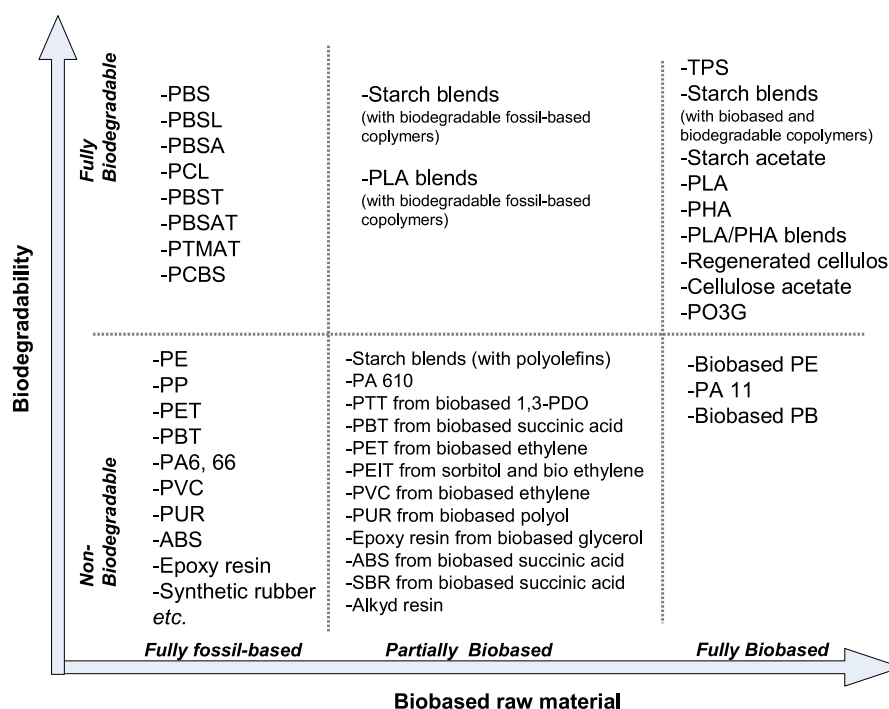 Biodegradability
Fully
Biodegradable
-PBS
-PBSL
-PBSA
-PCL
-PBST
-PBSAT
-PTMAT
-PCBS
-Starch blends
(with biodegradable fossil-based
coplymers)
-PLA blends
(with biodegradable fossil-based
copolymers)
-TPS
-Starch blends
(with biobased and
biodegradable copolymers)
-Starch acetate
-PLA
-PHA
-PLA/PHA blends
-Regenerated cellulos
-Cellulose acetate
-PO3G
Non-
Biodegradable
-PE
-PP
-PET
-PBT
-PA6, 66
-PVC
-PUR
-ABS
-Epoxy resin
-Synthetic rubber
etc.
-Starch blends (with polyolefins)
-PA 610
-PTT from biobased 1,3-PDO
-PBT from biobased succinic acid
-PET from biobased ethylene
-PEIT from sorbitol and bio ethylene
-PVC from biobased ethylene
-PUR from biobased polyol
-Epoxy resin from biobased glycerol
-ABS from biobased succinic acid
-SBR from biobased succinic acid
-Alkyd resin
-Biobased PE
-PA 11
-Biobased PB
Fully fossil-based
Partially Biobased
Fully Biobased
Biobased raw material